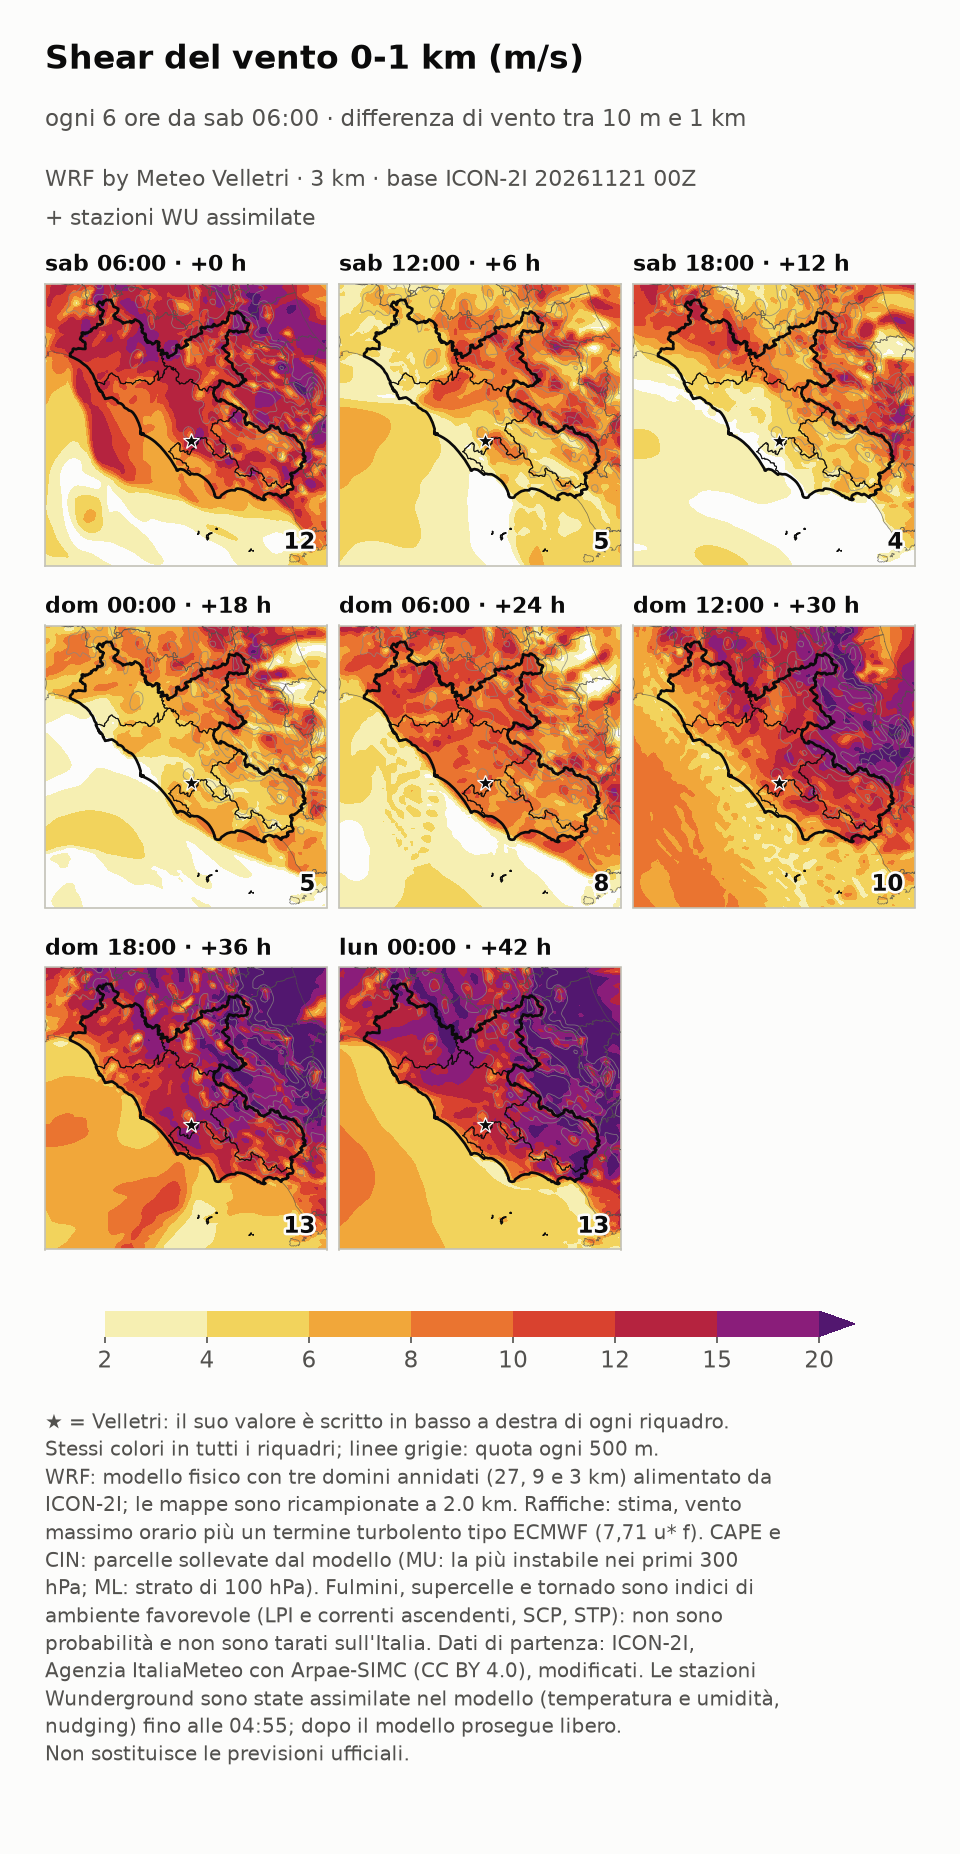 Shear del vento 0-1 km (m/s)
ogni 6 ore da sab 06:00 · differenza di vento tra 10 m e 1 km
WRF by Meteo Velletri · 3 km · base ICON-2I 20261121 00Z
+ stazioni WU assimilate
sab 06:00 · +0 h
sab 12:00 · +6 h
sab 18:00 · +12 h
12
5
4
dom 00:00 · +18 h
dom 06:00 · +24 h
dom 12:00 · +30 h
5
8
10
dom 18:00 · +36 h
lun 00:00 · +42 h
13
13
2 4 6 8 10 12 15 20
★ = Velletri: il suo valore è scritto in basso a destra di ogni riquadro.
Stessi colori in tutti i riquadri; linee grigie: quota ogni 500 m.
WRF: modello fisico con tre domini annidati (27, 9 e 3 km) alimentato da
ICON-2I; le mappe sono ricampionate a 2.0 km. Raffiche: stima, vento
massimo orario più un termine turbolento tipo ECMWF (7,71 u* f). CAPE e
CIN: parcelle sollevate dal modello (MU: la più instabile nei primi 300
hPa; ML: strato di 100 hPa). Fulmini, supercelle e tornado sono indici di
ambiente favorevole (LPI e correnti ascendenti, SCP, STP): non sono
probabilità e non sono tarati sull'Italia. Dati di partenza: ICON-2I,
Agenzia ItaliaMeteo con Arpae-SIMC (CC BY 4.0), modificati. Le stazioni
Wunderground sono state assimilate nel modello (temperatura e umidità,
nudging) fino alle 04:55; dopo il modello prosegue libero.
Non sostituisce le previsioni ufficiali.